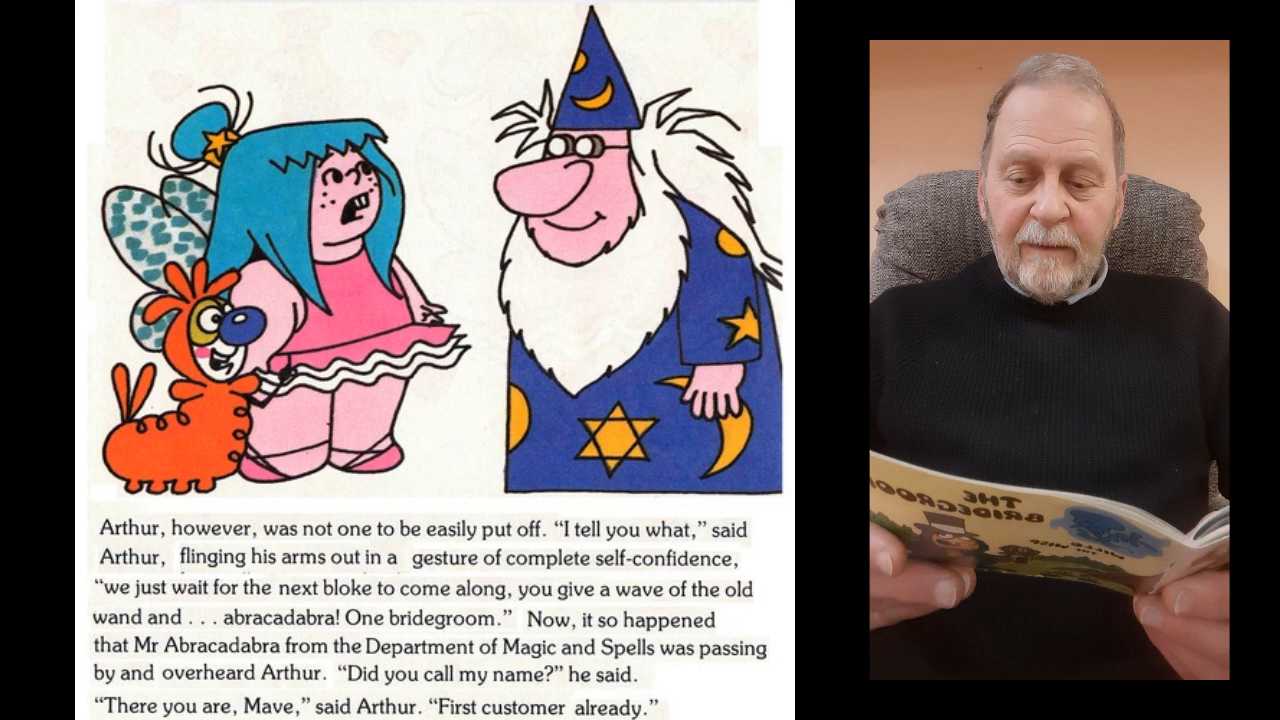 Arthur, however, was not one to be easily put off. “I tell you what,” said
Arthur, flinging his arms out in a gesture of complete self-confidence,
“we just wait for the next bloke to come along, you give a wave of the old
wand and . . . abracadabra! One bridegroom.” Now, it so happened
that Mr Abracadabra from the Department of Magic and Spells was passing
by and overheard Arthur. “Did you call my name?” he said.
“There you are, Mave,” said Arthur. “First customer already.”
THE
BRIDEGROOM
WILLO THE WISP